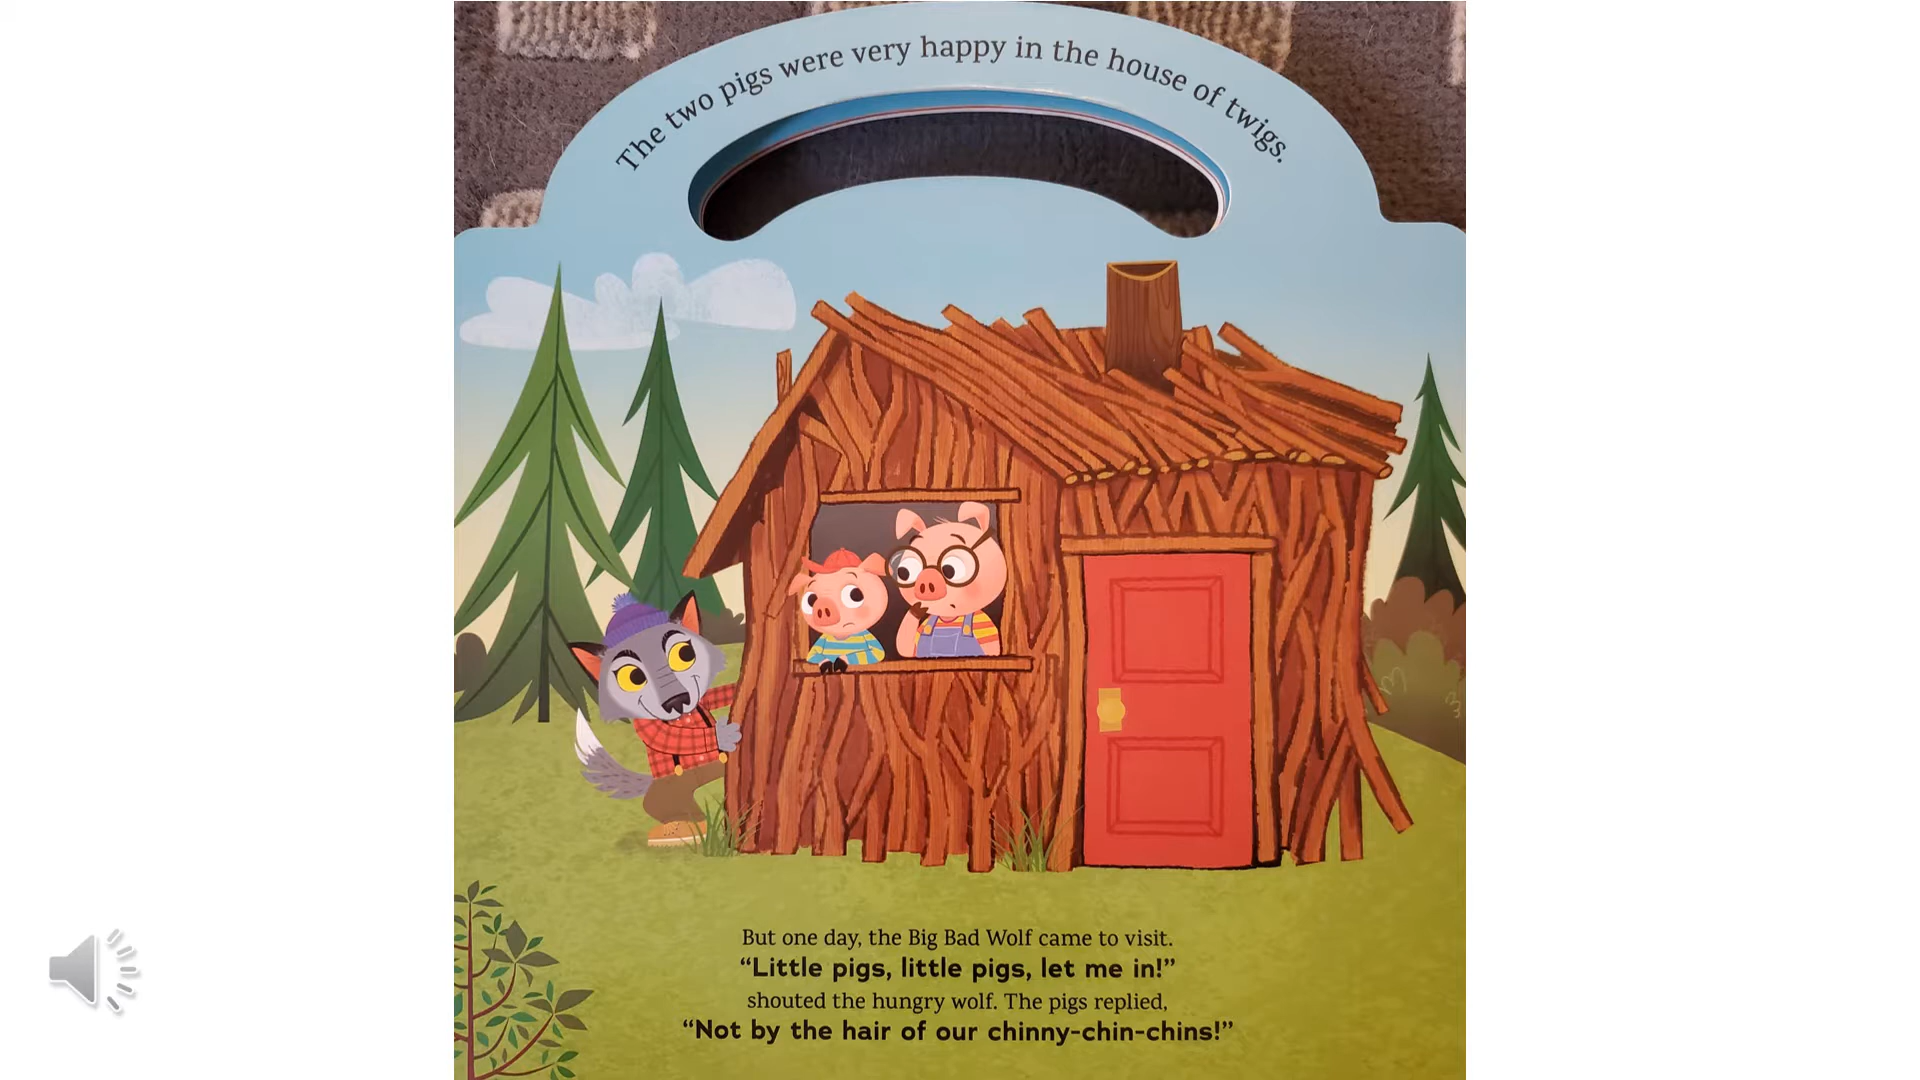 The two pigs were very happy in the house of twigs.
But one day, the Big Bad Wolf came to visit.
“Little pigs, little pigs, let me in!”
shouted the hungry wolf. The pigs replied,
“Not by the hair of our chinny-chin-chins!”